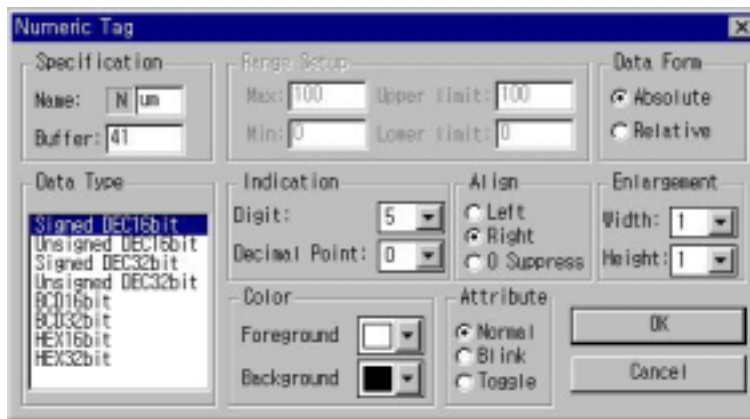 Numeric Tag
Specification
Name: N um
Buffer: 41
Range Setup
Max: 100 Upper limit: 100
Min: 0 Lower limit: 0
Data Form
Absolute
Relative
Data Type
Signed DEC16bit
Unsigned DEC16bit
Signed DEC32bit
Unsigned DEC32bit
BCD16bit
BCD32bit
HEX16bit
HEX32bit
Indication
Digit: 5
Decimal Point: 0
Align
Left
Right
0 Suppress
Enlargement
Width: 1
Height: 1
Color
Foreground
Background
Attribute
Normal
Blink
Toggle
OK
Cancel